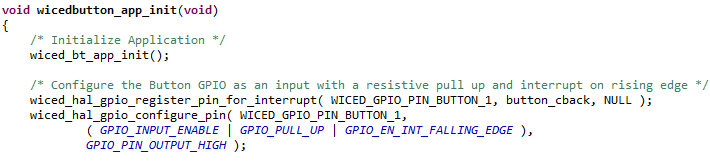 void wicedbutton_app_init(void)
{
    /* Initialize Application */
    wiced_bt_app_init();
    /* Configure the Button GPIO as an input with a resistive pull up and interrupt on rising edge */
    wiced_hal_gpio_register_pin_for_interrupt( WICED_GPIO_PIN_BUTTON_1, button_cback, NULL );
    wiced_hal_gpio_configure_pin( WICED_GPIO_PIN_BUTTON_1,
            ( GPIO_INPUT_ENABLE | GPIO_PULL_UP | GPIO_EN_INT_FALLING_EDGE ),
            GPIO_PIN_OUTPUT_HIGH );